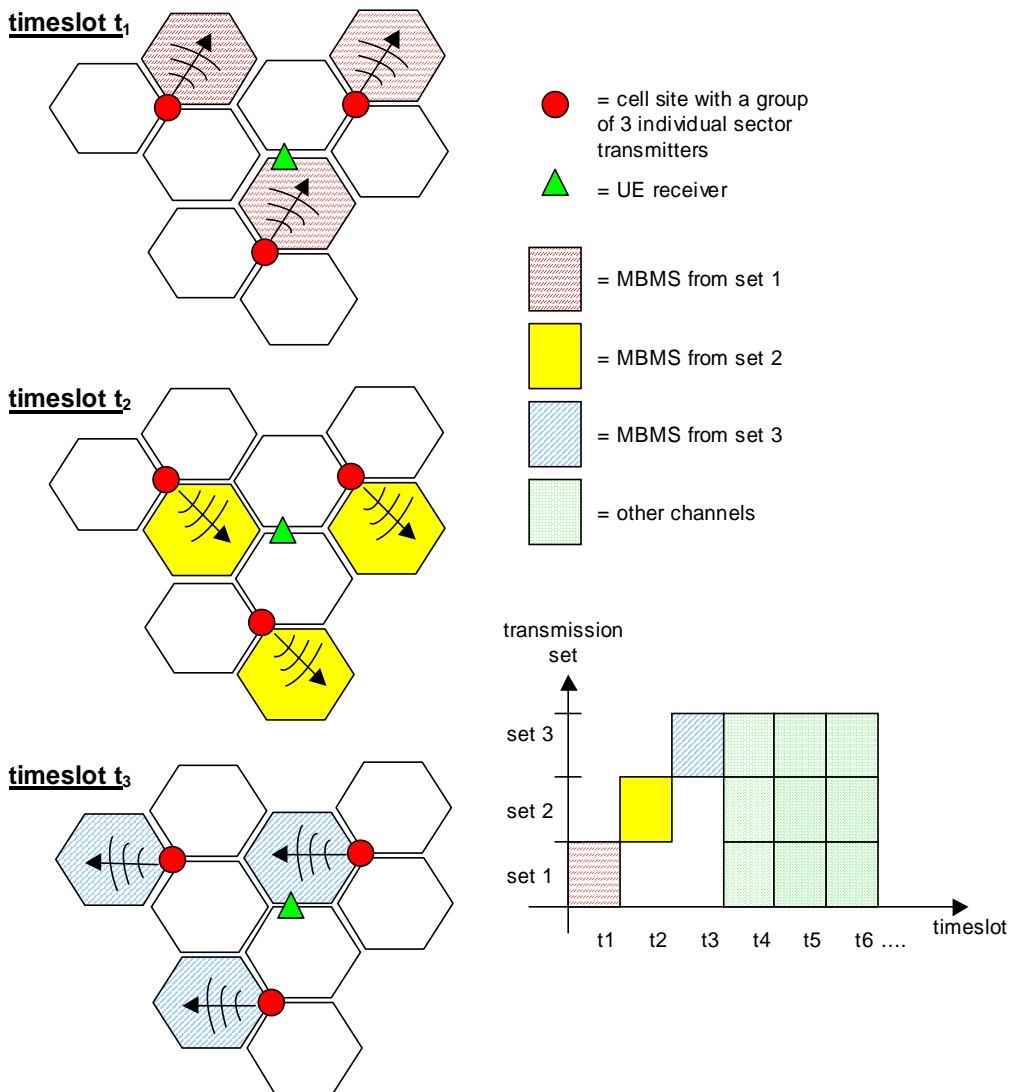 timeslot t1
= cell site with a group
of 3 individual sector
transmitters
= UE receiver
= MBMS from set 1
= MBMS from set 2
= MBMS from set 3
= other channels
timeslot t2
timeslot t3
transmission
set
set 3
set 2
set 1
t1 t2 t3 t4 t5 t6 ....
timeslot